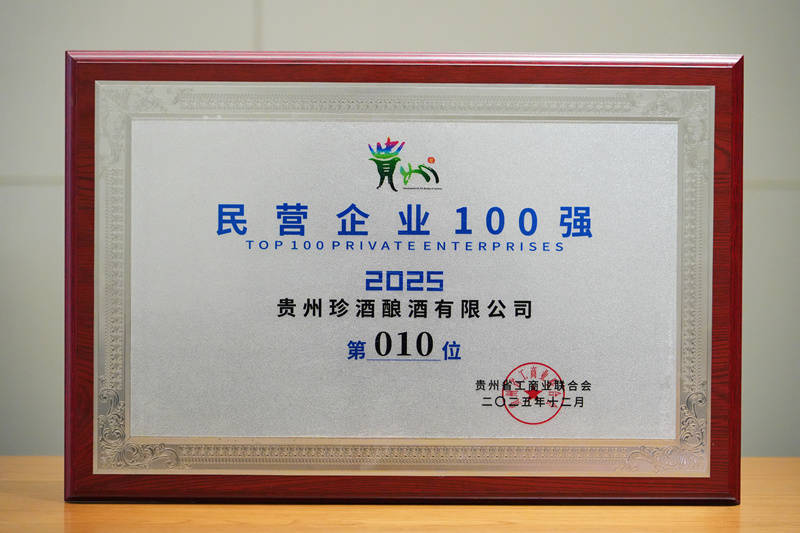 贵州
民营企业100强
TOP 100 PRIVATE ENTERPRISES
2025
贵州珍酒酿酒有限公司
第010位
贵州省工商业联合会
二〇二五年十二月